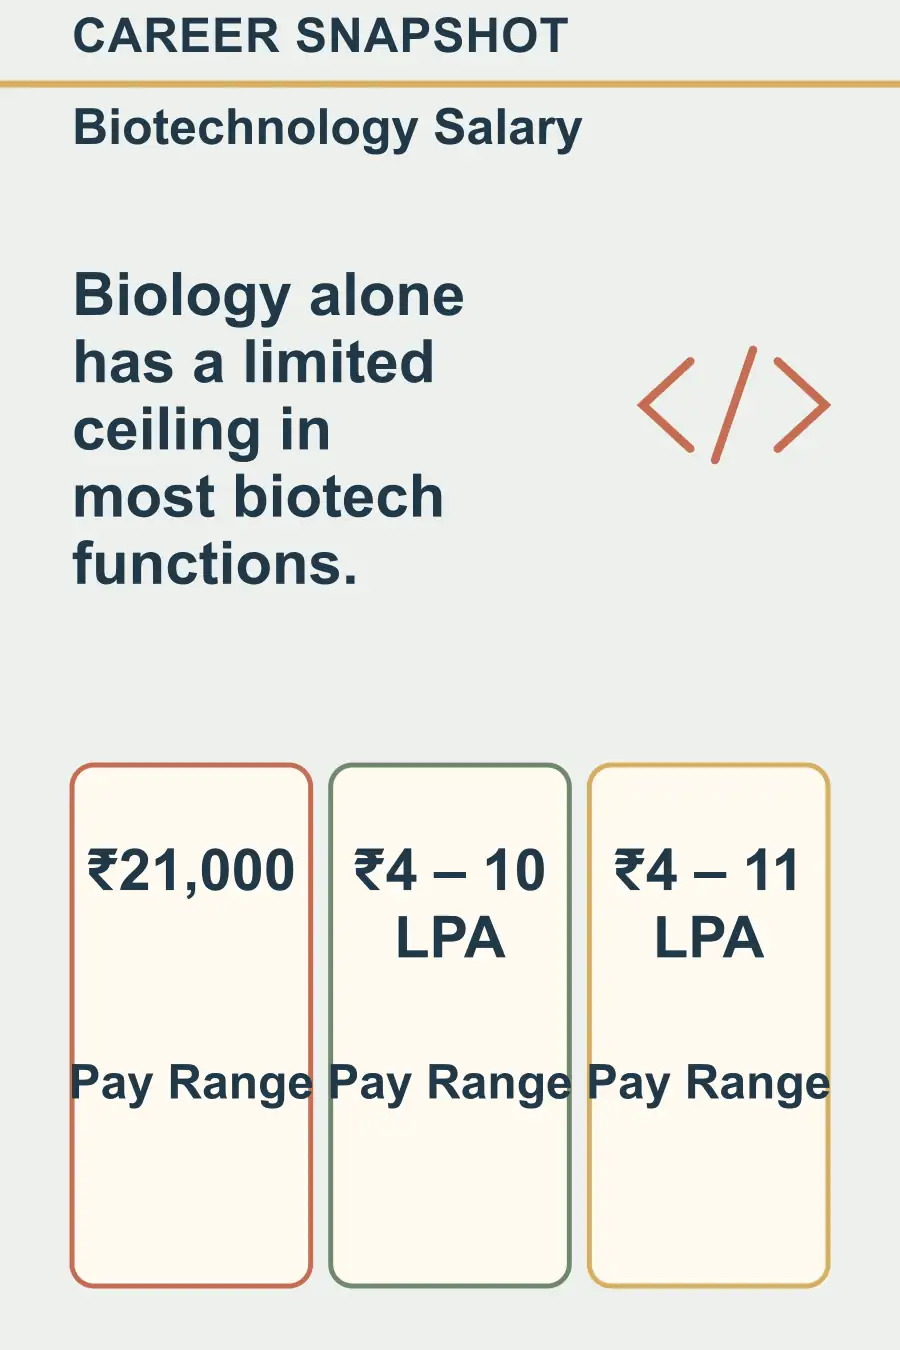 CAREER SNAPSHOT
Biotechnology Salary
Biology alone
has a limited
ceiling in
most biotech
functions.
</>
₹21,000
Pay Range
₹4 – 10
LPA
Pay Range
₹4 – 11
LPA
Pay Range